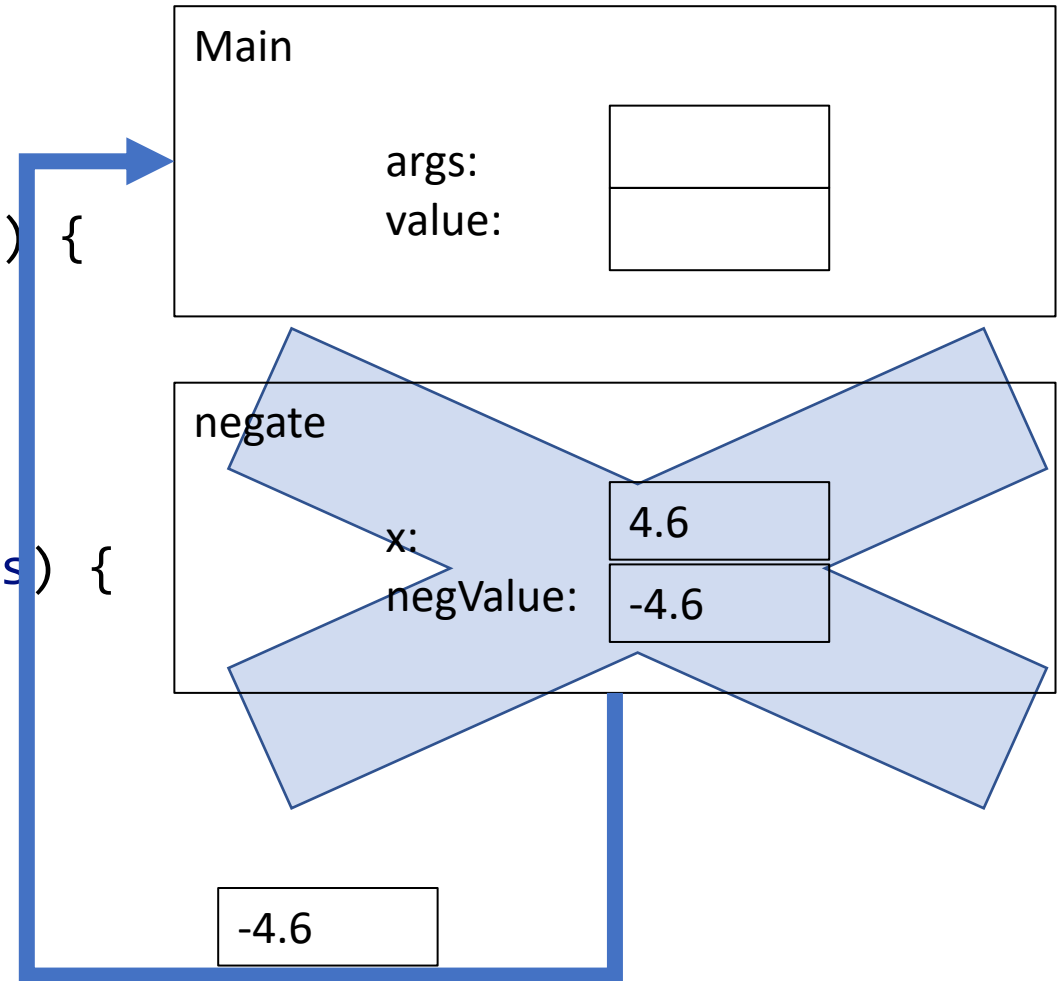 Main
args:
value:
) {
negate
x: 4.6
negValue: -4.6
s) {
-4.6